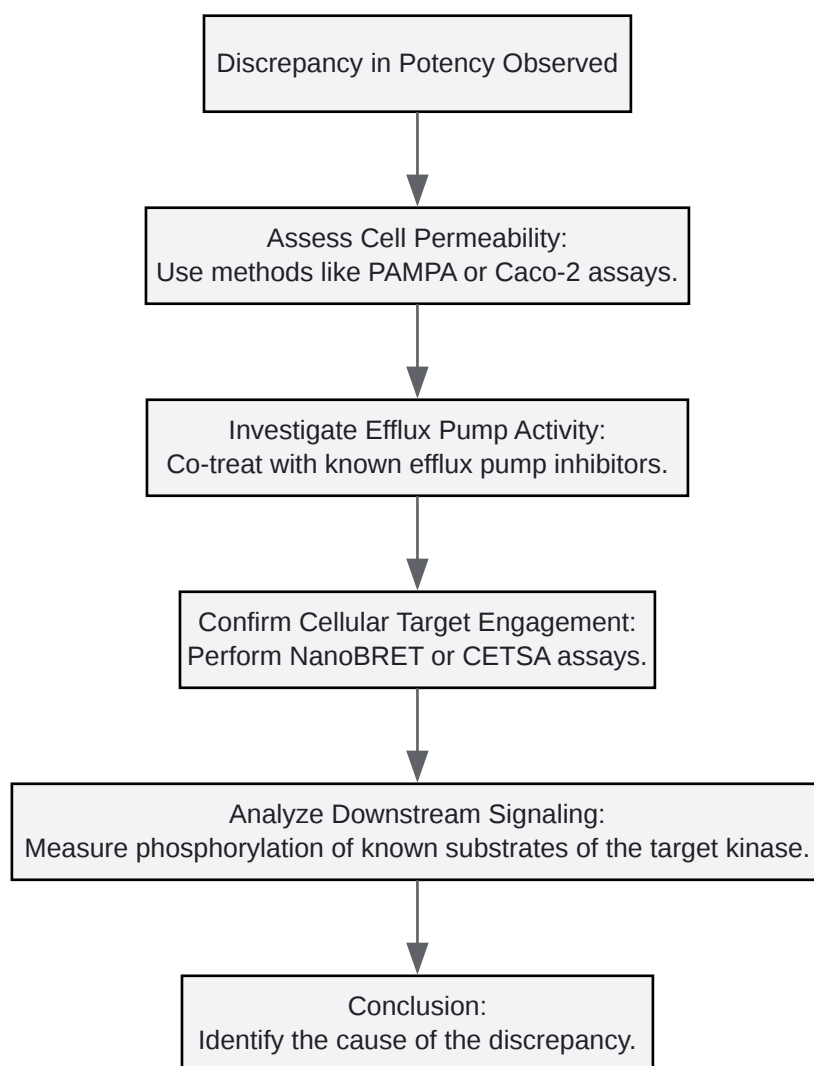 Discrepancy in Potency Observed
Assess Cell Permeability:
Use methods like PAMPA or Caco-2 assays.
Investigate Efflux Pump Activity:
Co-treat with known efflux pump inhibitors.
Confirm Cellular Target Engagement:
Perform NanoBRET or CETSA assays.
Analyze Downstream Signaling:
Measure phosphorylation of known substrates of the target kinase.
Conclusion:
Identify the cause of the discrepancy.